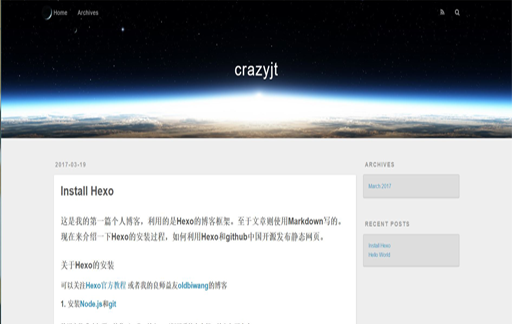 Home Archives
crazyjt
2017-03-19
Install Hexo
这是我的第一篇个人博客，利用的是Hexo的博客框架，至于文章则使用Markdown写的。
现在来介绍一下Hexo的安装过程，如何利用Hexo和github中国开源发布静态网页。
关于Hexo的安装
可以关注Hexo官方教程 或者我的良师益友oldbiwang的博客
1. 安装Node.js和git
ARCHIVES
March 2017
RECENT POSTS
Install Hexo
Hello World